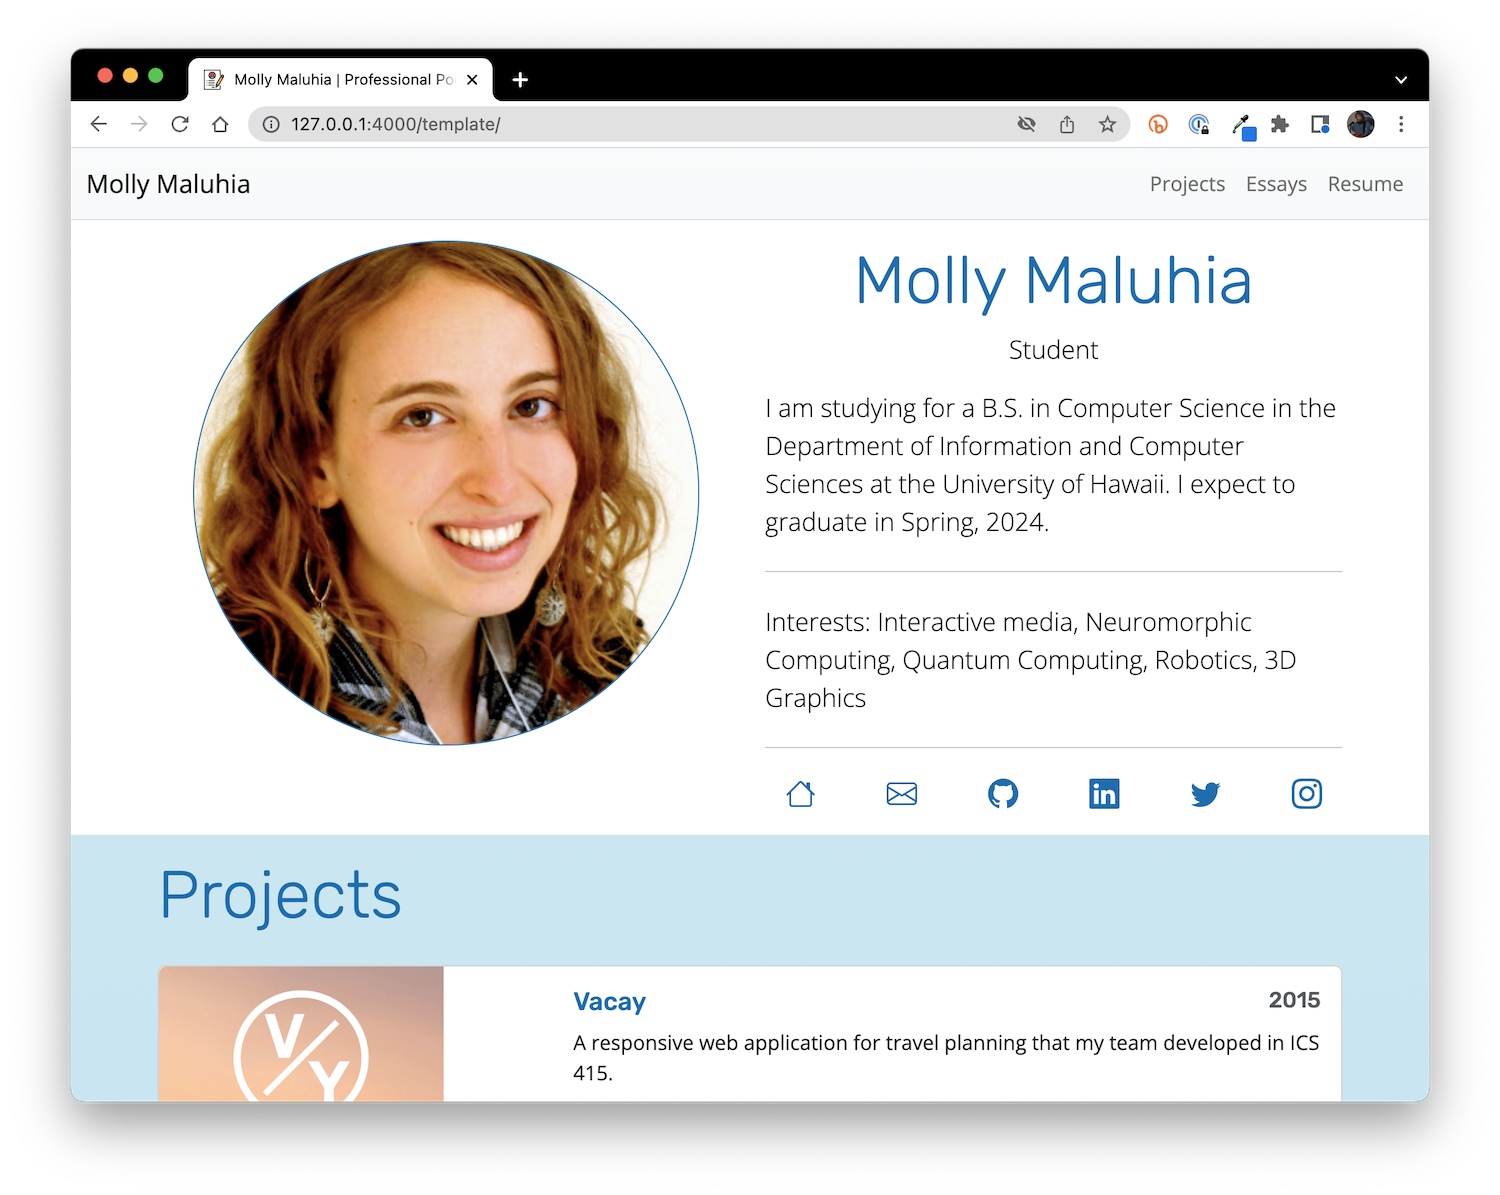 Molly Maluhia | Professional Po
127.0.0.1:4000/template/
Molly Maluhia
Projects Essays Resume
Molly Maluhia
Student
I am studying for a B.S. in Computer Science in the
Department of Information and Computer
Sciences at the University of Hawaii. I expect to
graduate in Spring, 2024.
Interests: Interactive media, Neuromorphic
Computing, Quantum Computing, Robotics, 3D
Graphics
in
Projects
V/Y
Vacay
2015
A responsive web application for travel planning that my team developed in ICS
415.